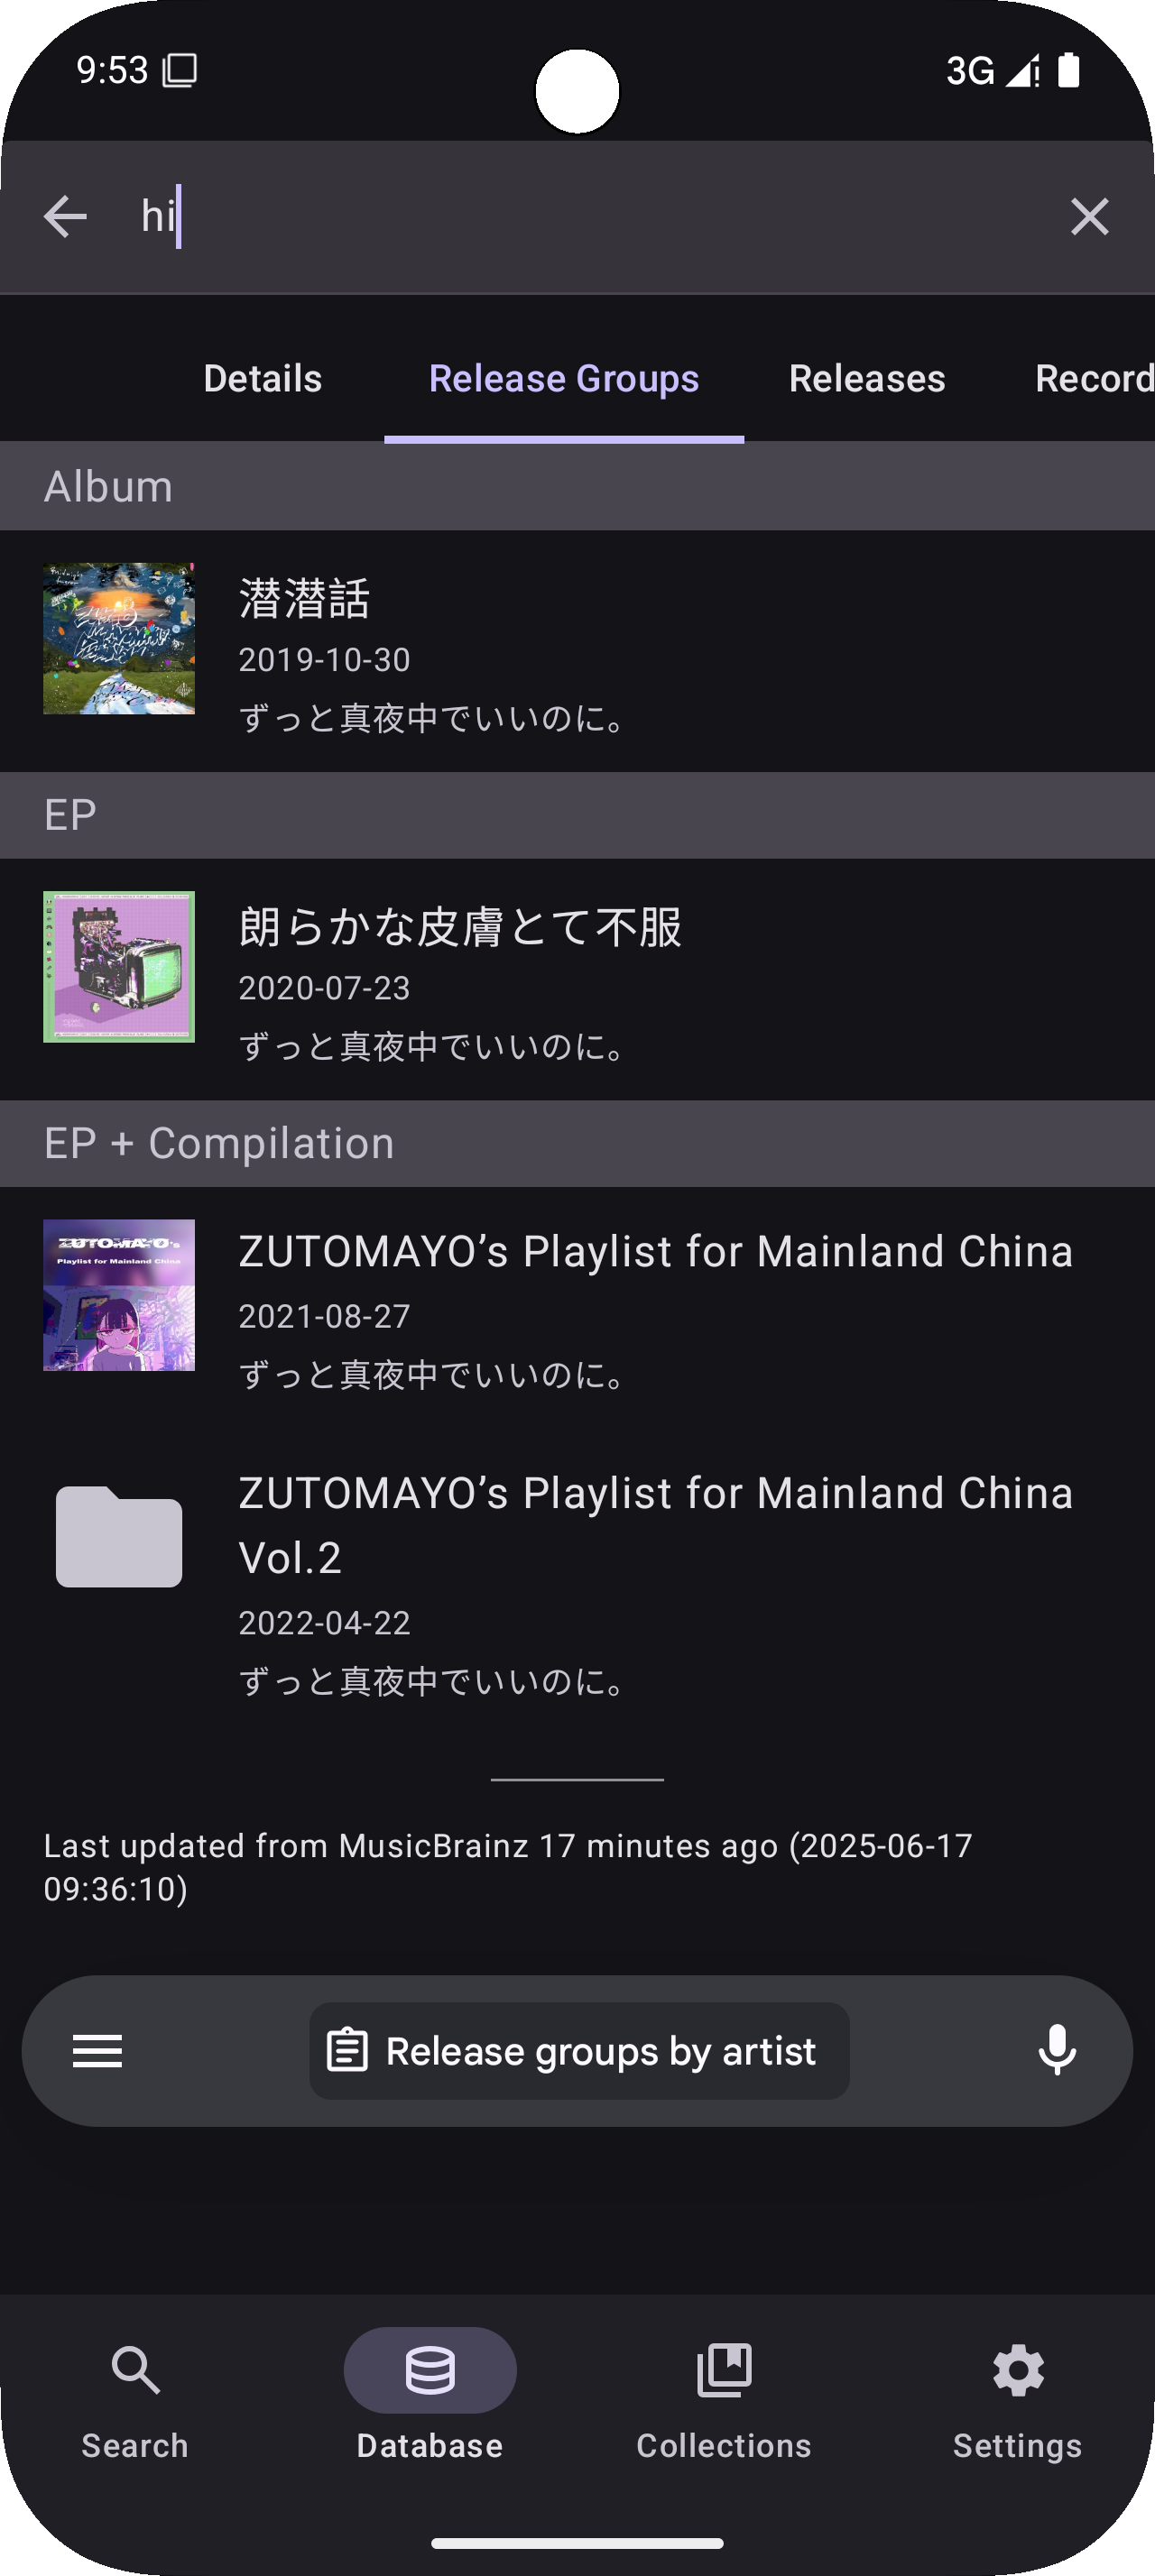 9:53
3G
hi
Details
Release Groups
Releases
Record
Album
潜潜話
2019-10-30
ずっと真夜中でいいのに。
EP
朗らかな皮膚とて不服
2020-07-23
ずっと真夜中でいいのに。
EP + Compilation
ZUTOMAYO's
Playlist for Mainland China
ZUTOMAYO’s Playlist for Mainland China
2021-08-27
ずっと真夜中でいいのに。
ZUTOMAYO’s Playlist for Mainland China
Vol.2
2022-04-22
ずっと真夜中でいいのに。
Last updated from MusicBrainz 17 minutes ago (2025-06-17
09:36:10)
Release groups by artist
Search
Database
Collections
Settings